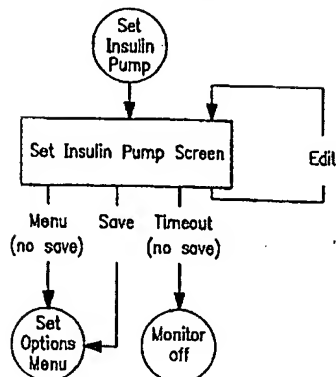 Set
Insulin
Pump
Set Insulin Pump Screen
Edit
Menu
(no save)
Save
Timeout
(no save)
Set
Options
Menu
Monitor
off